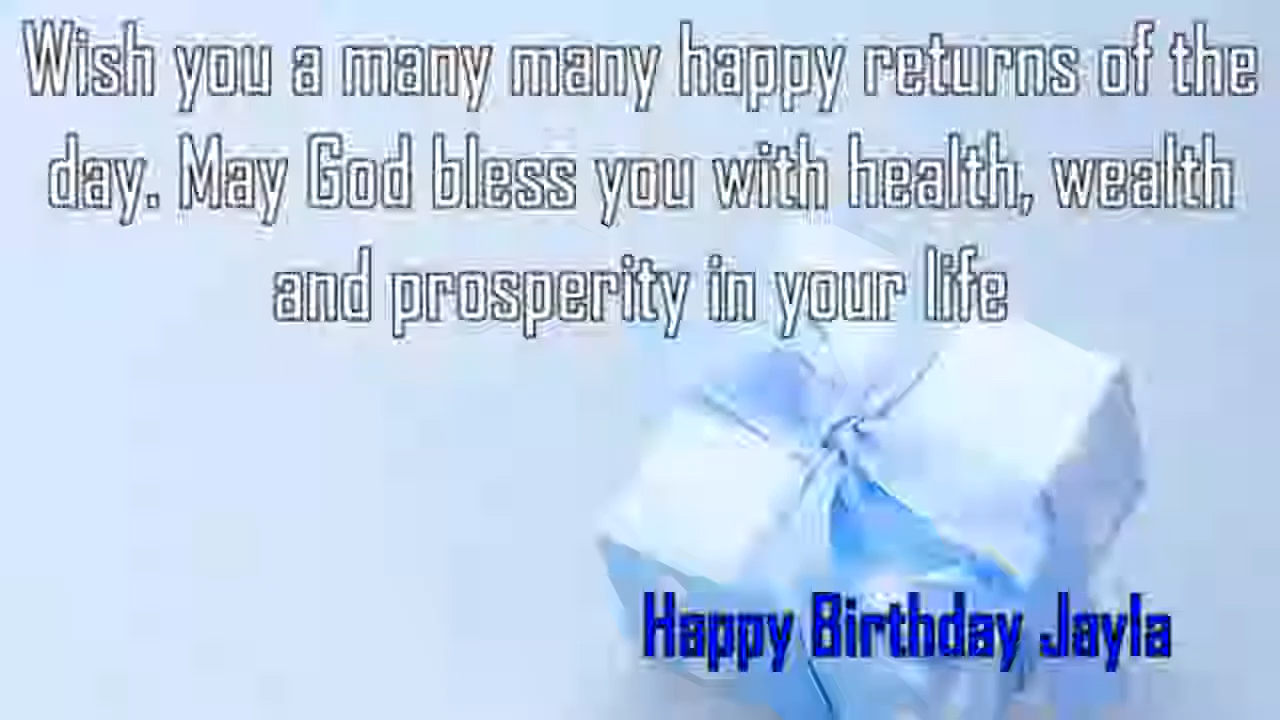 Wish you a many many happy returns of the
day. May God bless you with health, wealth
and prosperity in your life
Happy Birthday Jayla